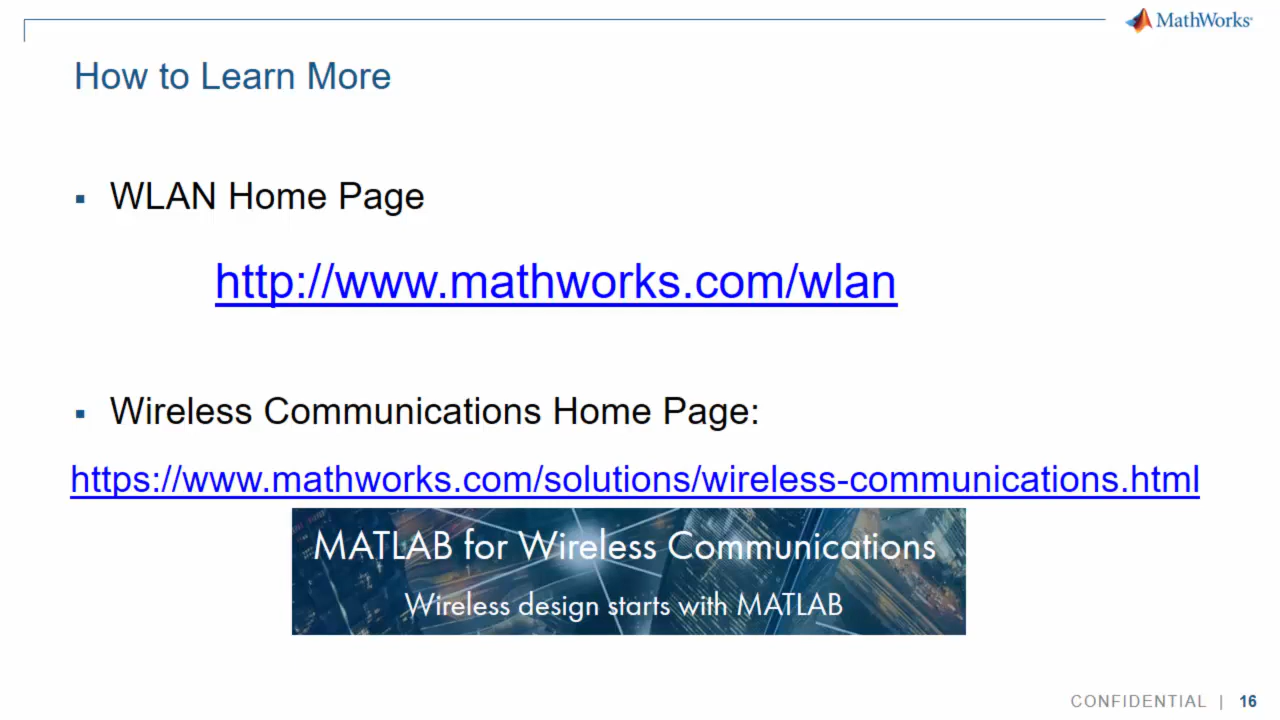 MathWorks
How to Learn More
▪ WLAN Home Page
http://www.mathworks.com/wlan
▪ Wireless Communications Home Page:
https://www.mathworks.com/solutions/wireless-communications.html
MATLAB for Wireless Communications
Wireless design starts with MATLAB
CONFIDENTIAL | 16